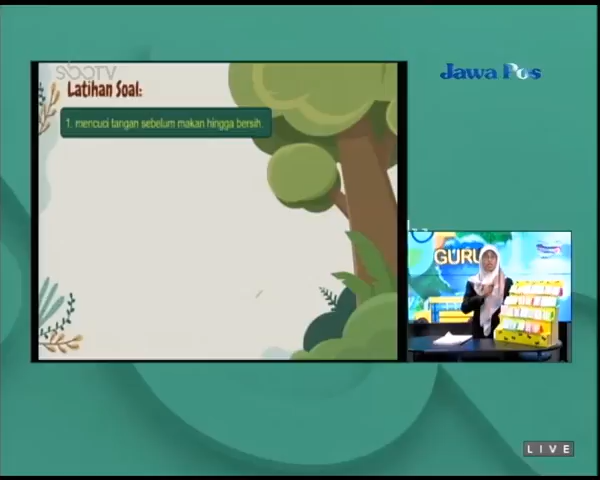 sboTV
Latihan Soal:
1. mencuci tangan sebelum makan hingga bersih.
Jawa Pos
GURU
LIVE